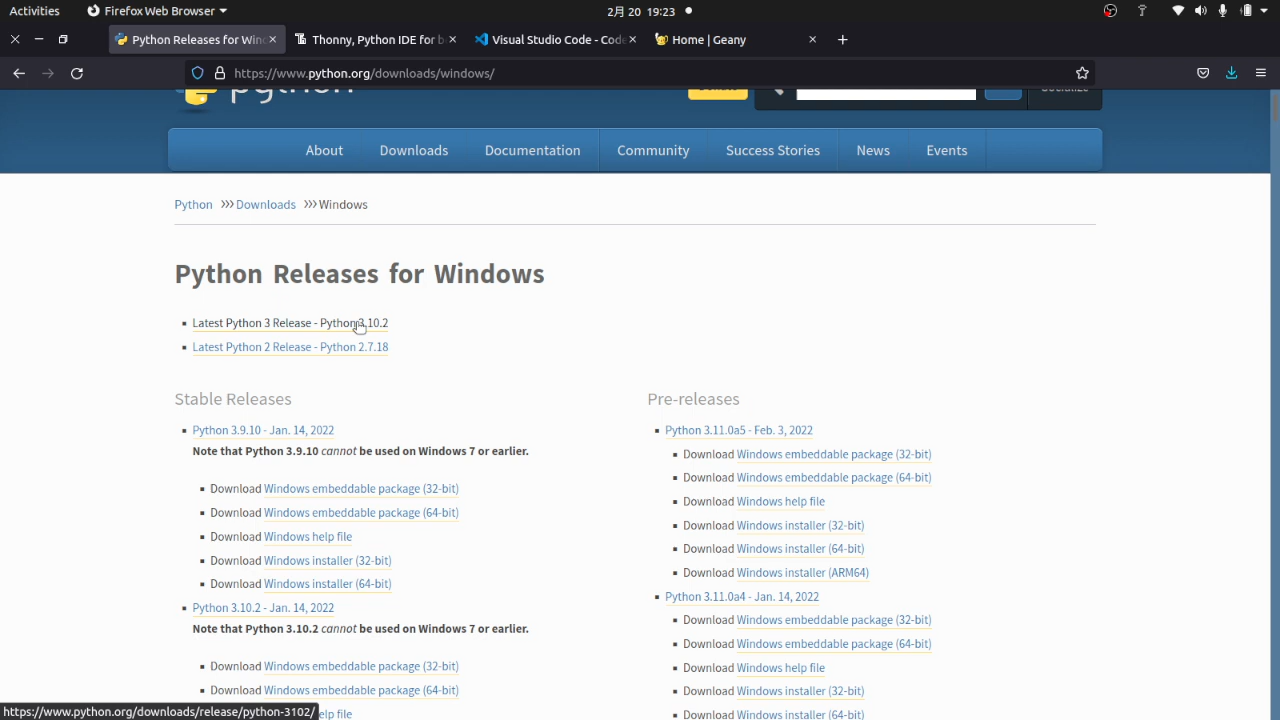 Activities
Firefox Web Browser
2月 20 19:23
Python Releases for Wind
Thonny, Python IDE for b
Visual Studio Code - Code
Home | Geany
https://www.python.org/downloads/windows/
python
Donate
Socialize
About
Downloads
Documentation
Community
Success Stories
News
Events
Python >>> Downloads >>> Windows
Python Releases for Windows
Latest Python 3 Release - Python 3.10.2
Latest Python 2 Release - Python 2.7.18
Stable Releases
Python 3.9.10 - Jan. 14, 2022
Note that Python 3.9.10 cannot be used on Windows 7 or earlier.
Download Windows embeddable package (32-bit)
Download Windows embeddable package (64-bit)
Download Windows help file
Download Windows installer (32-bit)
Download Windows installer (64-bit)
Python 3.10.2 - Jan. 14, 2022
Note that Python 3.10.2 cannot be used on Windows 7 or earlier.
Download Windows embeddable package (32-bit)
Download Windows embeddable package (64-bit)
elp file
Pre-releases
Python 3.11.0a5 - Feb. 3, 2022
Download Windows embeddable package (32-bit)
Download Windows embeddable package (64-bit)
Download Windows help file
Download Windows installer (32-bit)
Download Windows installer (64-bit)
Download Windows installer (ARM64)
Python 3.11.0a4 - Jan. 14, 2022
Download Windows embeddable package (32-bit)
Download Windows embeddable package (64-bit)
Download Windows help file
Download Windows installer (32-bit)
Download Windows installer (64-bit)
https://www.python.org/downloads/release/python-3102/